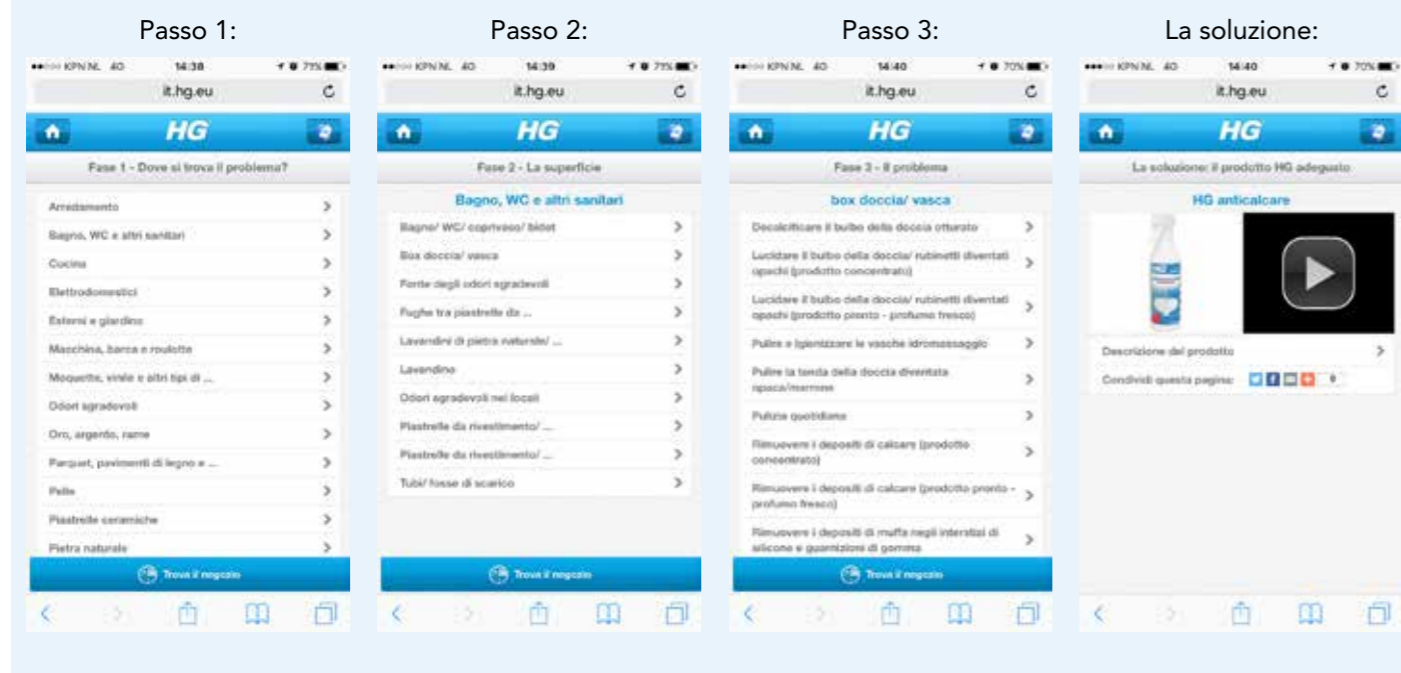 Passo 1:
●●○○○ KPN NL 4G 14:38 71%
it.hg.eu
HG
Fase 1 - Dove si trova il problema?
Arredamento
Bagno, WC e altri sanitari
Cucina
Elettrodomestici
Esterni e giardino
Macchina, barca e roulotte
Moquette, vinile e altri tipi di ...
Odori sgradevoli
Oro, argento, rame
Parquet, pavimenti di legno e ...
Pelle
Piastrelle ceramiche
Pietra naturale
Trova il negozio
Passo 2:
●●○○○ KPN NL 4G 14:39 71%
it.hg.eu
HG
Fase 2 - La superficie
Bagno, WC e altri sanitari
Bagno/ WC/ coprivaso/ bidet
Box doccia/ vasca
Fonte degli odori sgradevoli
Fughe tra piastrelle da ...
Lavandini di pietra naturale/ ...
Lavandino
Odori sgradevoli nei locali
Piastrelle da rivestimento/ ...
Piastrelle da rivestimento/ ...
Tubi/ fosse di scarico
Trova il negozio
Passo 3:
●●○○○ KPN NL 4G 14:40 70%
it.hg.eu
HG
Fase 3 - Il problema
box doccia/ vasca
Decalcificare il bulbo della doccia otturato
Lucidare il bulbo della doccia/ rubinetti diventati
opachi (prodotto concentrato)
Lucidare il bulbo della doccia/ rubinetti diventati
opachi (prodotto pronto - profumo fresco)
Pulire e igienizzare le vasche idromassaggio
Pulire la tenda della doccia diventata
opaca/marrone
Pulizia quotidiana
Rimuovere i depositi di calcare (prodotto
concentrato)
Rimuovere i depositi di calcare (prodotto pronto -
profumo fresco)
Rimuovere i depositi di muffa negli interstizi di
silicone e guarnizioni di gomma
Trova il negozio
La soluzione:
●●●○○ KPN NL 4G 14:40 70%
it.hg.eu
HG
La soluzione: il prodotto HG adeguato
HG anticalcare
Descrizione del prodotto
Condividi questa pagina: 0